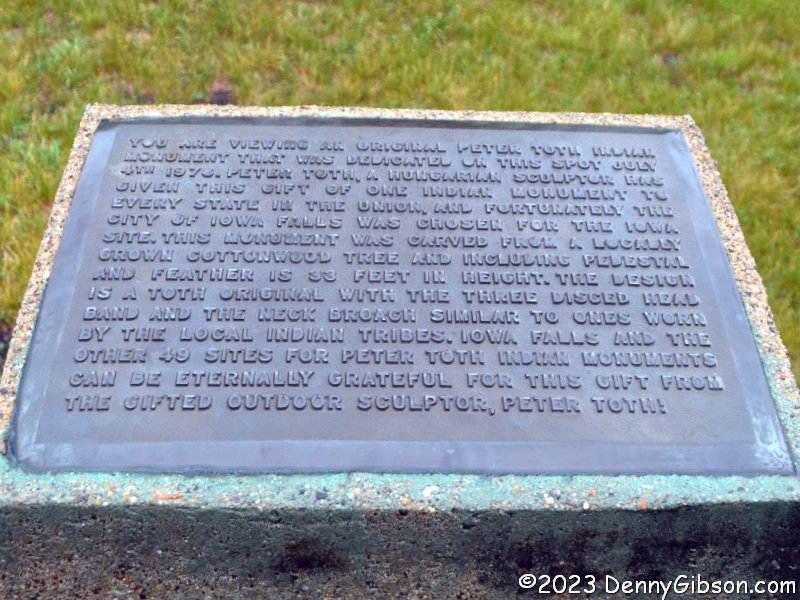 YOU ARE VIEWING AN ORIGINAL PETER TOTH INDIAN
MONUMENT THAT WAS DEDICATED ON THIS SPOT JULY
4TH 1976. PETER TOTH, A HUNGARIAN SCULPTOR HAS
GIVEN THIS GIFT OF ONE INDIAN MONUMENT TO
EVERY STATE IN THE UNION, AND FORTUNATELY THE
CITY OF IOWA FALLS WAS CHOSEN FOR THE IOWA
SITE. THIS MONUMENT WAS CARVED FROM A LOCALLY
GROWN COTTONWOOD TREE AND INCLUDING PEDESTAL
AND FEATHER IS 33 FEET IN HEIGHT. THE DESIGN
IS A TOTH ORIGINAL WITH THE THREE DISCED HEAD
BAND AND THE NECK BROACH SIMILAR TO ONES WORN
BY THE LOCAL INDIAN TRIBES. IOWA FALLS AND THE
OTHER 49 SITES FOR PETER TOTH INDIAN MONUMENTS
CAN BE ETERNALLY GRATEFUL FOR THIS GIFT FROM
THE GIFTED OUTDOOR SCULPTOR, PETER TOTH!
©2023 DennyGibson.com